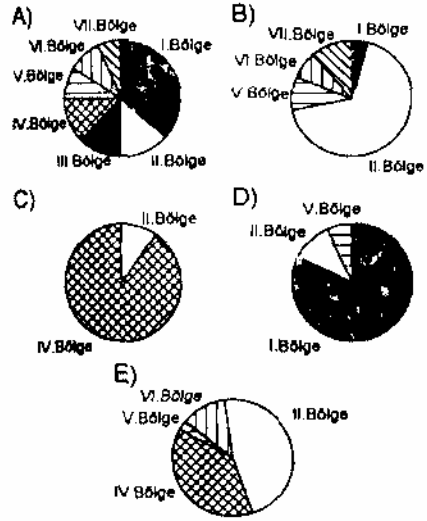 A)
VII.Bölge
I.Bölge
VI.Bölge
V.Bölge
IV.Bölge
III.Bölge
II.Bölge
B)
I.Bölge
VII.Bölge
VI.Bölge
V.Bölge
II.Bölge
C)
II.Bölge
IV.Bölge
D)
V.Bölge
II.Bölge
I.Bölge
E)
VI.Bölge
V.Bölge
II.Bölge
IV.Bölge